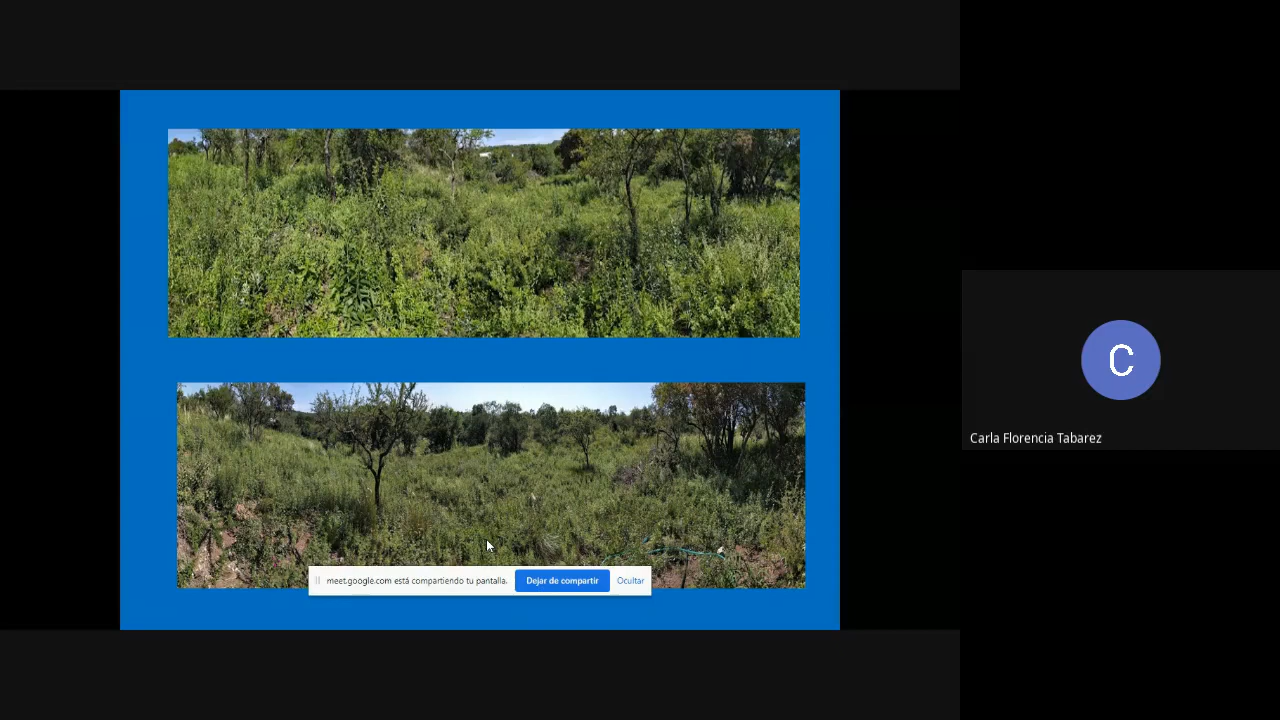 C
Carla Florencia Tabarez
meet.google.com está compartiendo tu pantalla.
Dejar de compartir
Ocultar